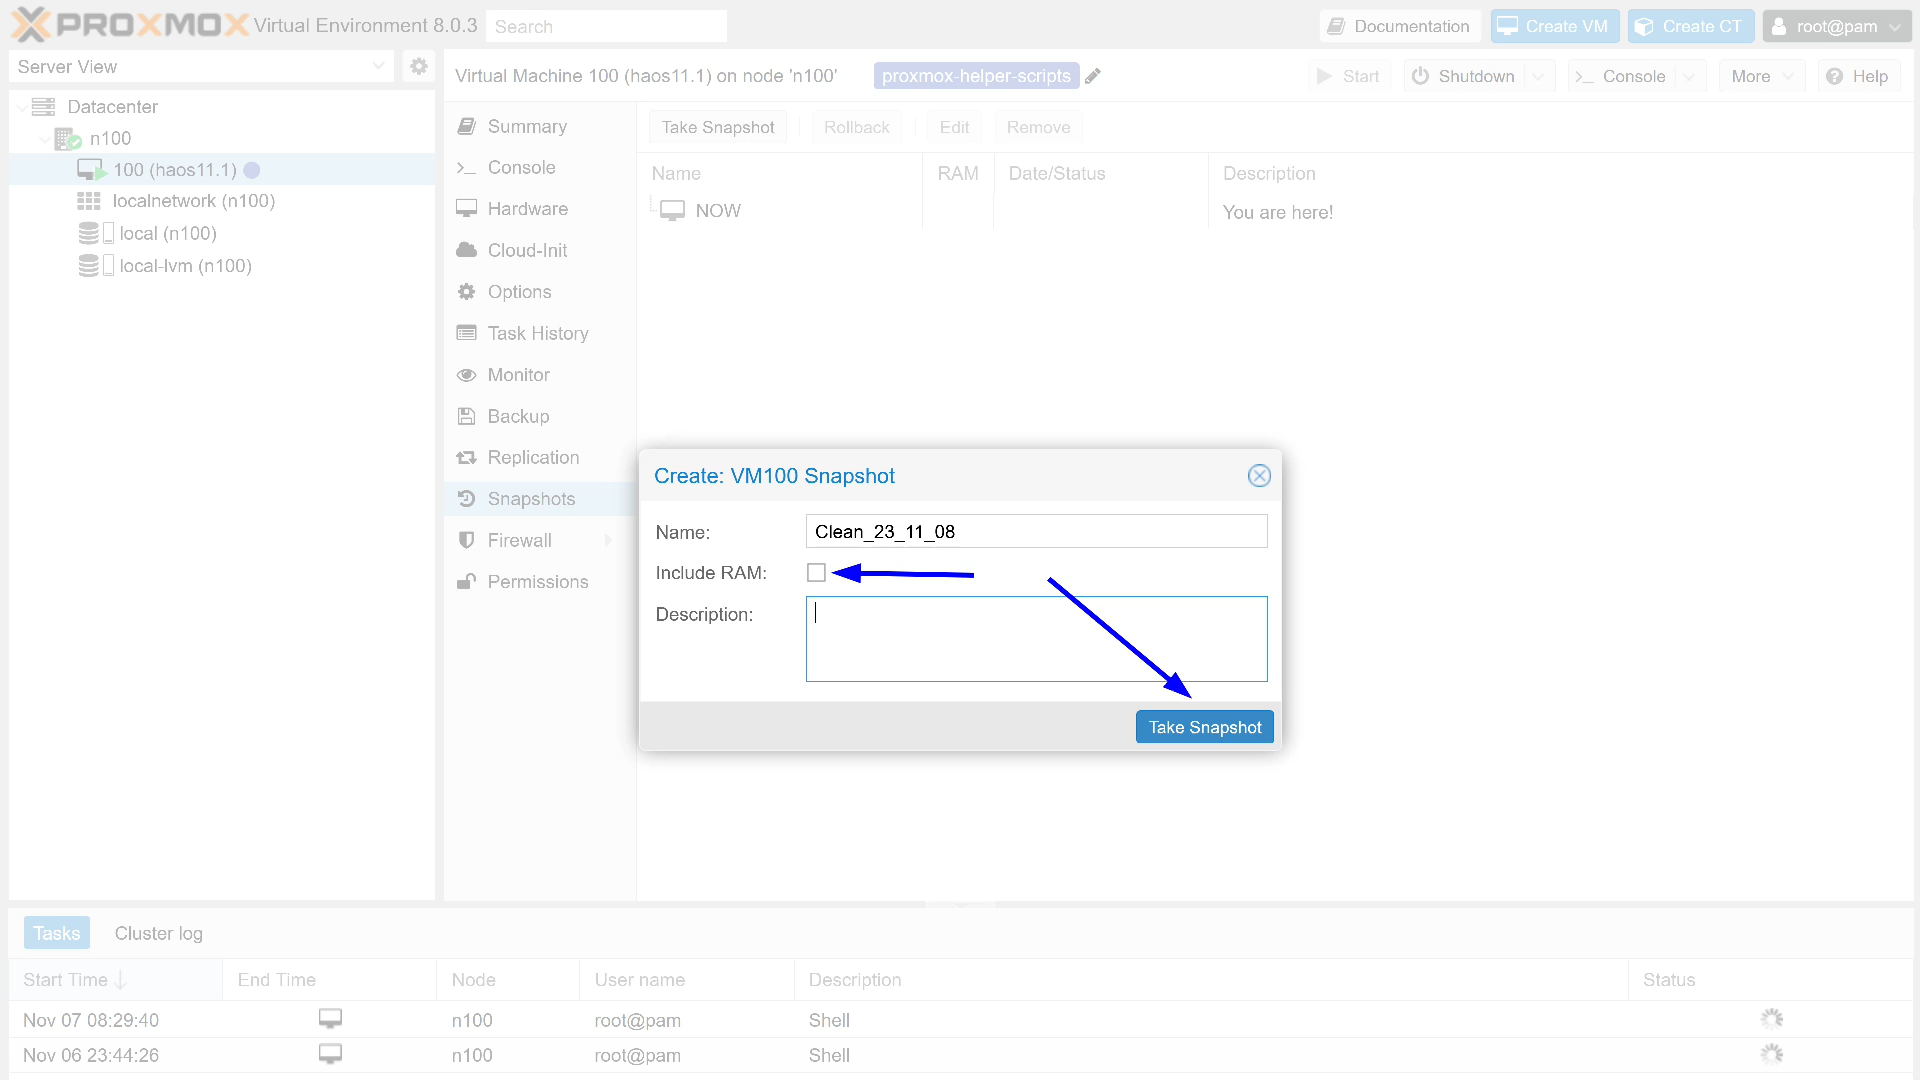 PROXMOX Virtual Environment 8.0.3 Search Documentation Create VM Create CT root@pam
Server View
Virtual Machine 100 (haos11.1) on node 'n100' proxmox-helper-scripts Start Shutdown Console More Help
Datacenter
n100
100 (haos11.1)
localnetwork (n100)
local (n100)
local-lvm (n100)
Summary
Console
Hardware
Cloud-Init
Options
Task History
Monitor
Backup
Replication
Snapshots
Firewall
Permissions
Take Snapshot Rollback Edit Remove
Name RAM Date/Status Description
NOW You are here!
Create: VM100 Snapshot
Name: Clean_23_11_08
Include RAM:
Description:
Take Snapshot
Tasks Cluster log
Start Time End Time Node User name Description Status
Nov 07 08:29:40 n100 root@pam Shell
Nov 06 23:44:26 n100 root@pam Shell